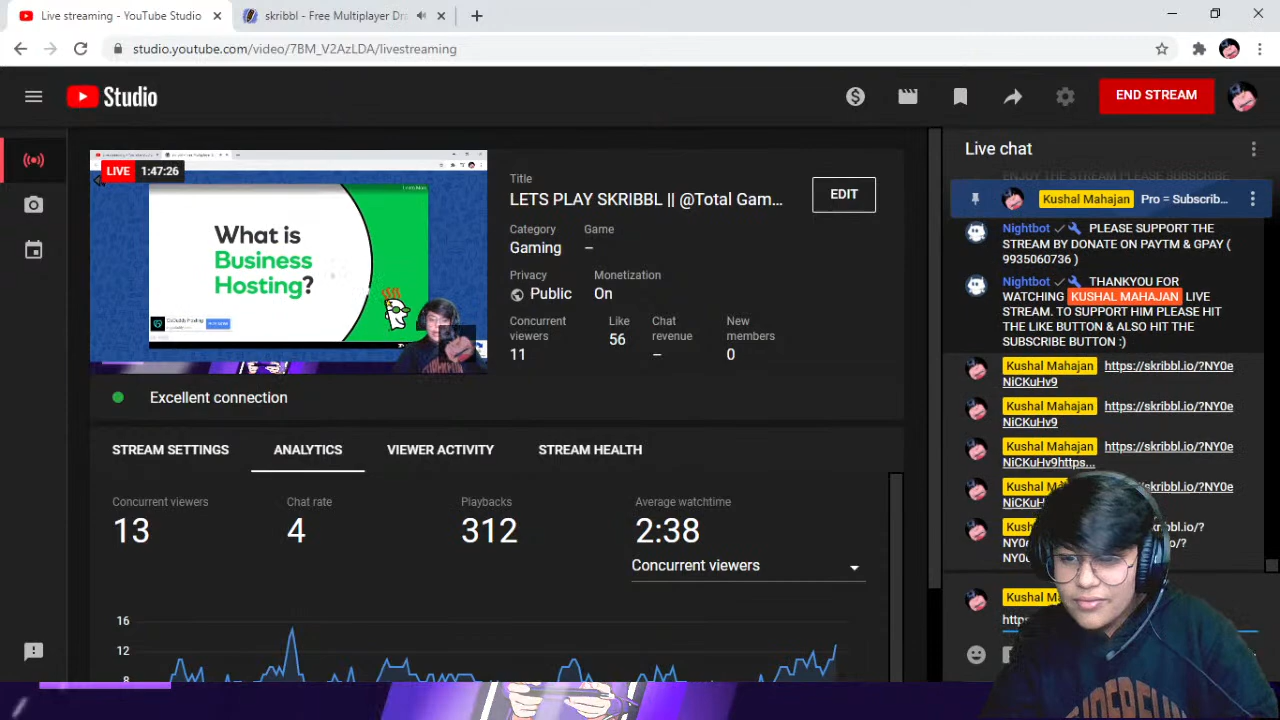 Live streaming - YouTube Studio
skribbl - Free Multiplayer Dra
studio.youtube.com/video/7BM_V2AzLDA/livestreaming
Studio
END STREAM
LIVE 1:47:26
What is
Business
Hosting?
Title
LETS PLAY SKRIBBL || @Total Gam...
EDIT
Category
Game
Gaming
–
Privacy
Monetization
Public
On
Concurrent viewers
Like
Chat revenue
New members
11
56
–
0
Excellent connection
STREAM SETTINGS
ANALYTICS
VIEWER ACTIVITY
STREAM HEALTH
Concurrent viewers
Chat rate
Playbacks
Average watchtime
13
4
312
2:38
Concurrent viewers
16
12
8
Live chat
ENJOY THE STREAM PLEASE SUBSCRIBE
Kushal Mahajan Pro = Subscrib...
Nightbot PLEASE SUPPORT THE
STREAM BY DONATE ON PAYTM & GPAY (
9935060736 )
Nightbot THANKYOU FOR
WATCHING KUSHAL MAHAJAN LIVE
STREAM. TO SUPPORT HIM PLEASE HIT
THE LIKE BUTTON & ALSO HIT THE
SUBSCRIBE BUTTON :)
Kushal Mahajan https://skribbl.io/?NY0e
NiCKuHv9
Kushal Mahajan https://skribbl.io/?NY0e
NiCKuHv9
Kushal Mahajan https://skribbl.io/?NY0e
NiCKuHv9https...